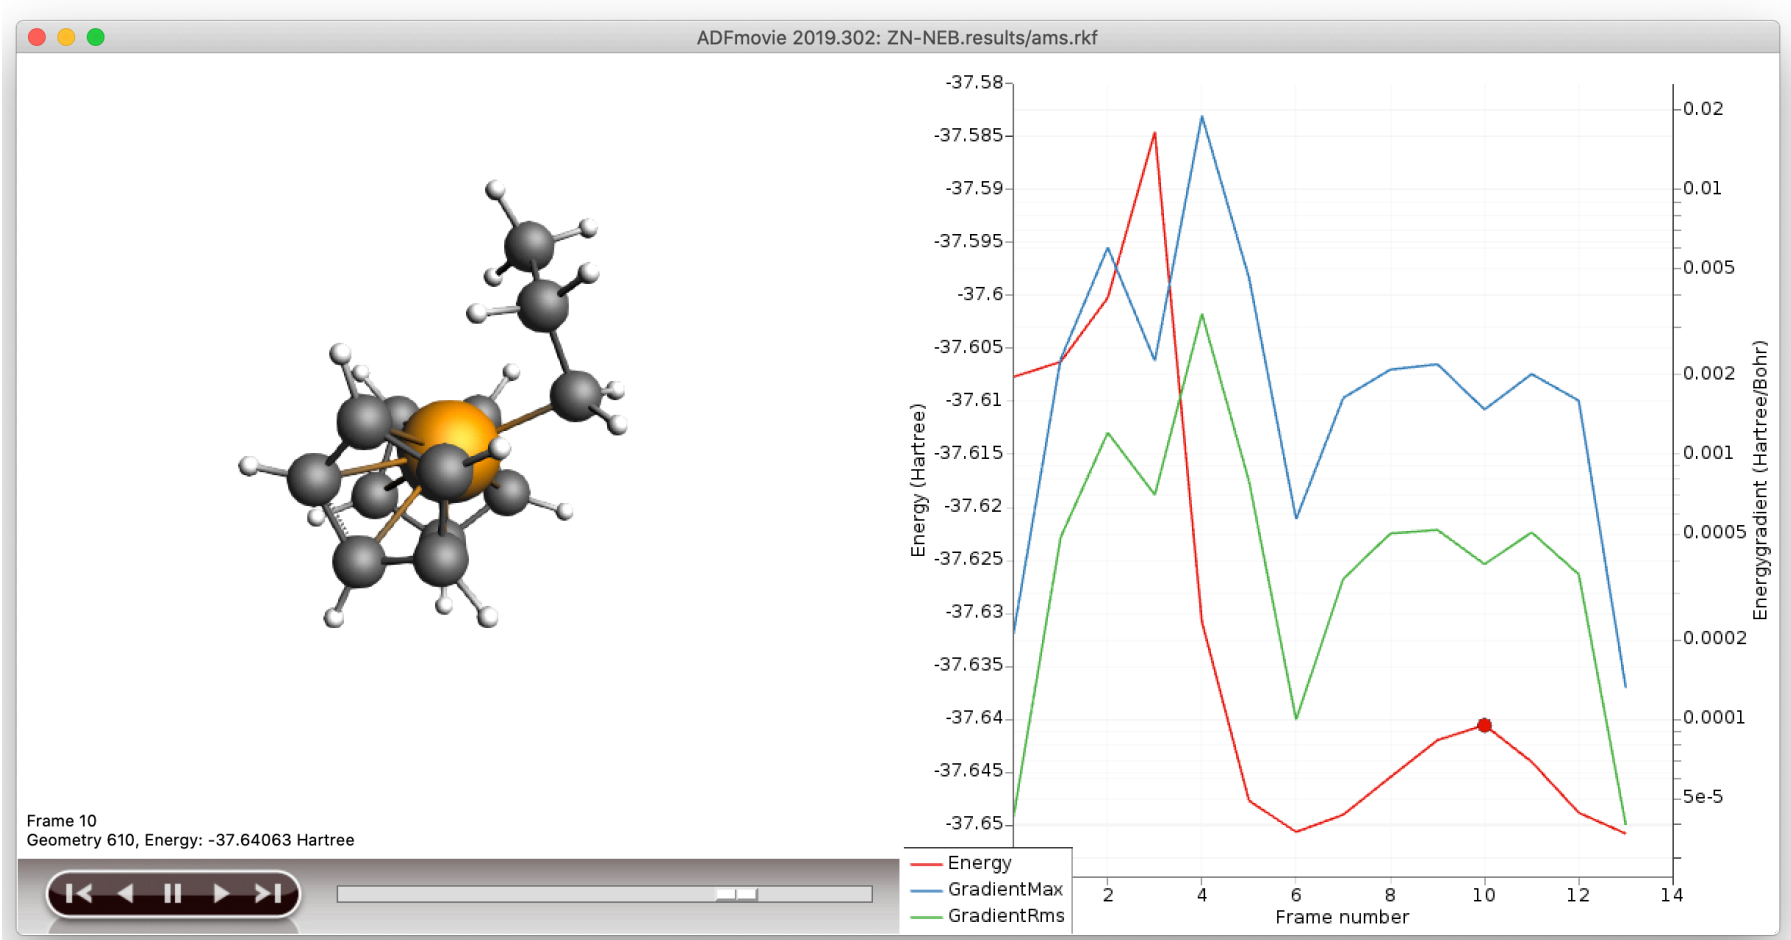 ADFmovie 2019.302: ZN-NEB.results/ams.rkf
Frame 10
Geometry 610, Energy: -37.64063 Hartree
Energy (Hartree)
-37.58
-37.585
-37.59
-37.595
-37.6
-37.605
-37.61
-37.615
-37.62
-37.625
-37.63
-37.635
-37.64
-37.645
-37.65
0.02
0.01
0.005
0.002
0.001
0.0005
0.0002
0.0001
5e-5
Energygradient (Hartree/Bohr)
Energy
GradientMax
GradientRms
2 4 6 8 10 12 14
Frame number